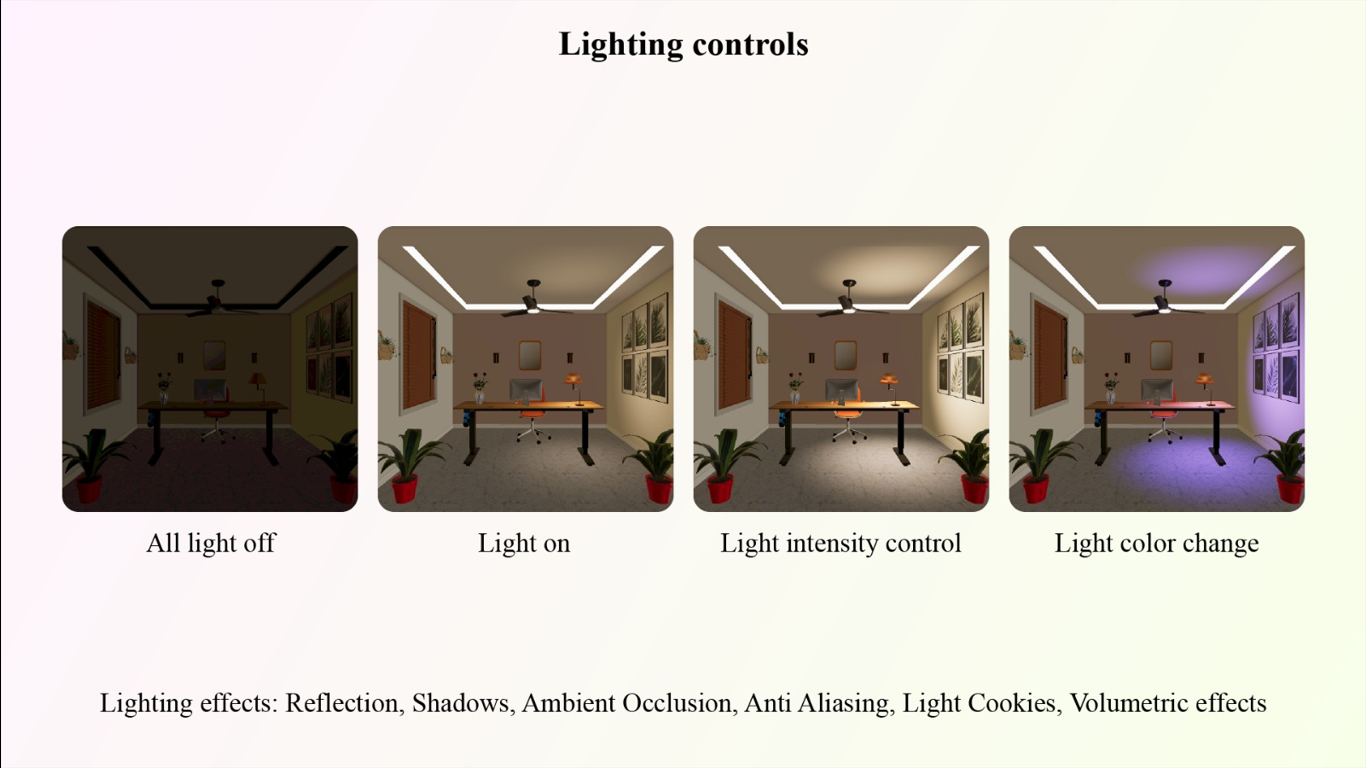 Lighting controls
All light off
Light on
Light intensity control
Light color change
Lighting effects: Reflection, Shadows, Ambient Occlusion, Anti Aliasing, Light Cookies, Volumetric effects